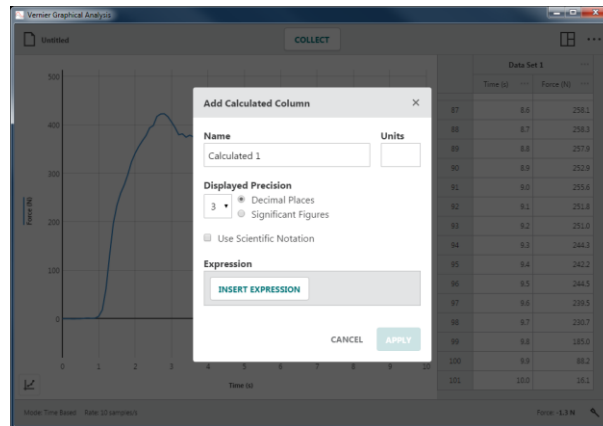 Vernier Graphical Analysis
Untitled
COLLECT
Data Set 1
Time (s)
Force (N)
500
400
300
200
100
0
Force (N)
0 1 2 3 4 5 6 7 8 9 10
Time (s)
Add Calculated Column
Name
Units
Calculated 1
Displayed Precision
3
Decimal Places
Significant Figures
Use Scientific Notation
Expression
INSERT EXPRESSION
CANCEL
APPLY
87 8.6 258.1
88 8.7 258.3
89 8.8 257.9
90 8.9 252.9
91 9.0 255.6
92 9.1 251.8
93 9.2 251.0
94 9.3 244.3
95 9.4 242.2
96 9.5 244.5
97 9.6 239.5
98 9.7 230.7
99 9.8 185.0
100 9.9 88.2
101 10.0 16.1
Mode: Time Based Rate: 10 samples/s
Force: -1.3 N